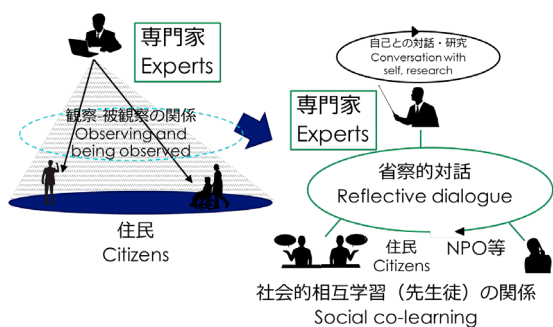 専門家
Experts
観察-被観察の関係
Observing and
being observed
住民
Citizens
自己との対話・研究
Conversation with
self, research
専門家
Experts
省察的対話
Reflective dialogue
住民
Citizens
NPO等
社会的相互学習（先生徒）の関係
Social co-learning